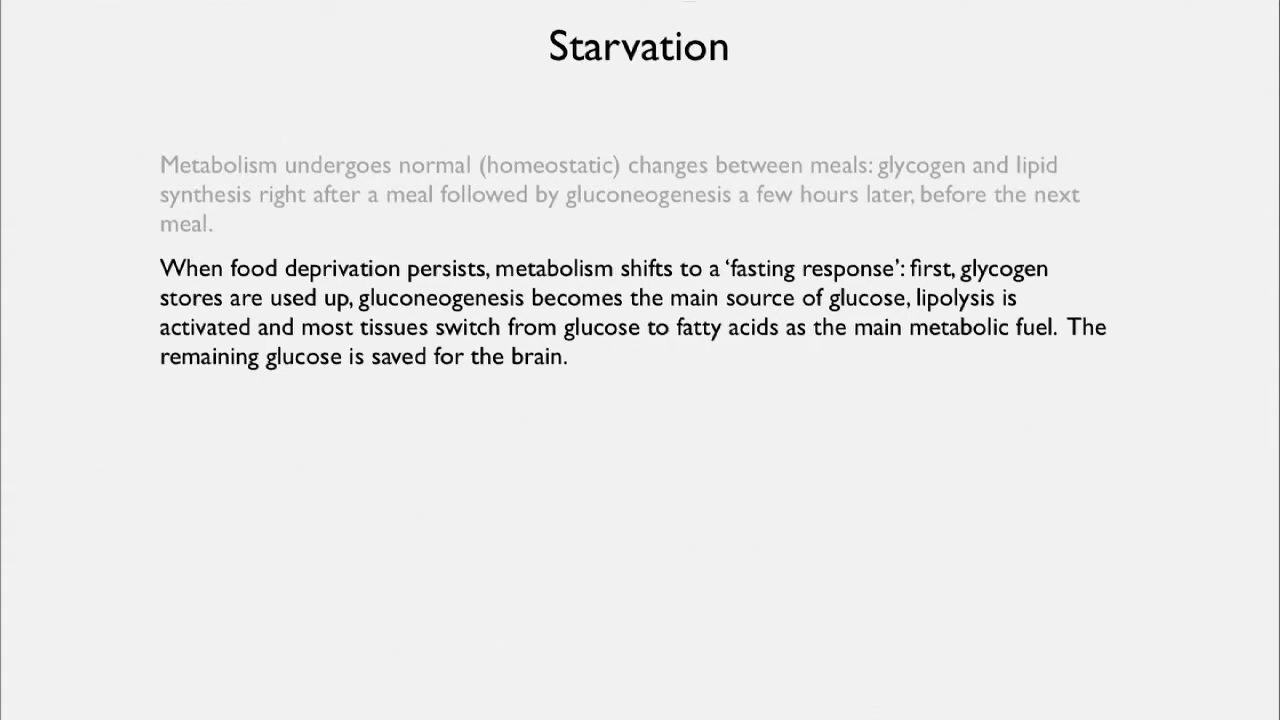 Starvation
Metabolism undergoes normal (homeostatic) changes between meals: glycogen and lipid
synthesis right after a meal followed by gluconeogenesis a few hours later, before the next
meal.
When food deprivation persists, metabolism shifts to a ‘fasting response’: first, glycogen
stores are used up, gluconeogenesis becomes the main source of glucose, lipolysis is
activated and most tissues switch from glucose to fatty acids as the main metabolic fuel. The
remaining glucose is saved for the brain.